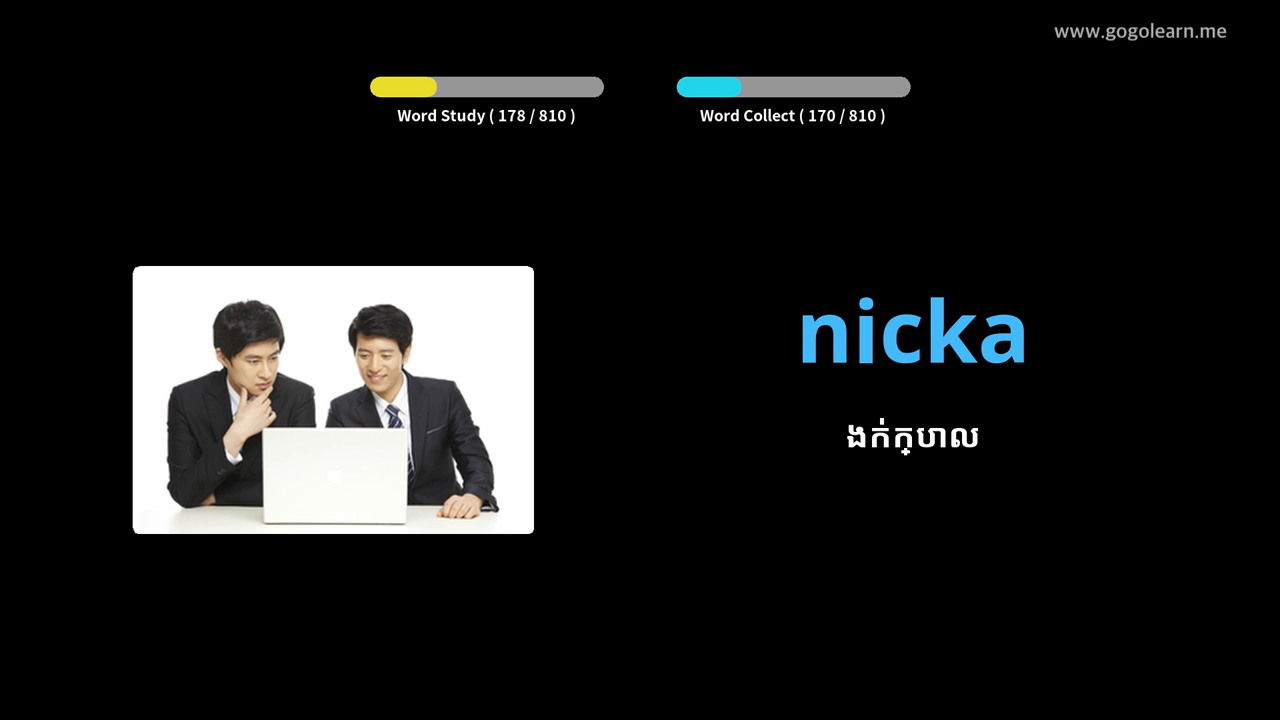 www.gogolearn.me
Word Study ( 178 / 810 )
Word Collect ( 170 / 810 )
nicka
ងក់ក្បាល